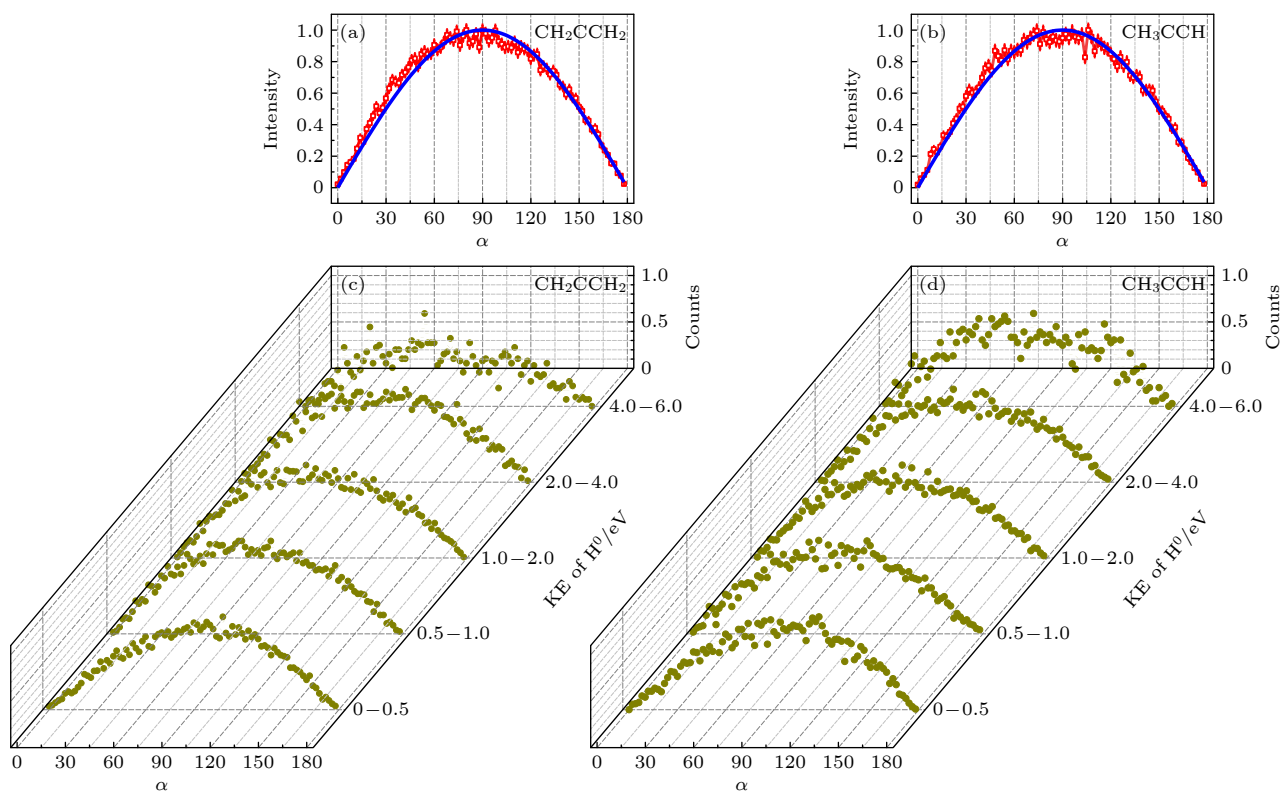 (a) CH₂CCH₂
1.0
0.8
0.6
0.4
0.2
0
Intensity
0 30 60 90 120 150 180
α
(b) CH₃CCH
1.0
0.8
0.6
0.4
0.2
0
Intensity
0 30 60 90 120 150 180
α
(c) CH₂CCH₂
1.0
0.5
0
Counts
4.0−6.0
2.0−4.0
1.0−2.0
0.5−1.0
0−0.5
KE of H⁰/eV
0 30 60 90 120 150 180
α
(d) CH₃CCH
1.0
0.5
0
Counts
4.0−6.0
2.0−4.0
1.0−2.0
0.5−1.0
0−0.5
KE of H⁰/eV
0 30 60 90 120 150 180
α